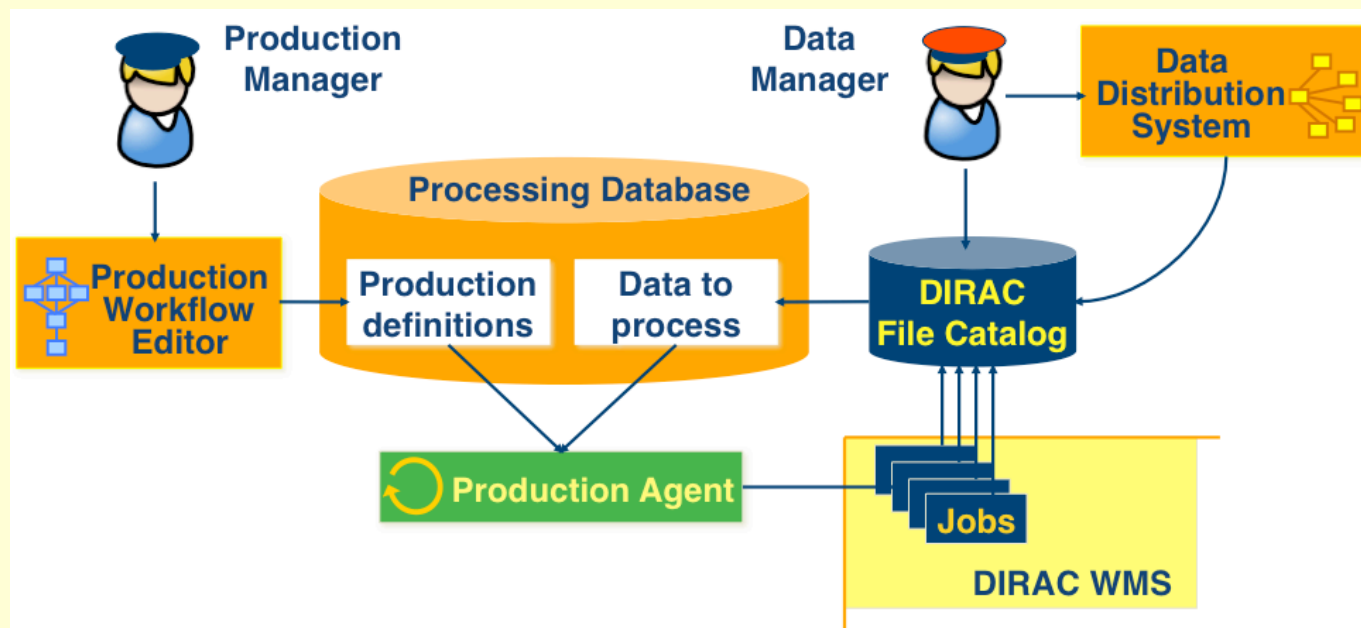 Production
Manager
Data
Manager
Data
Distribution
System
Processing Database
Production
Workflow
Editor
Production
definitions
Data to
process
DIRAC
File Catalog
Production Agent
Jobs
DIRAC WMS